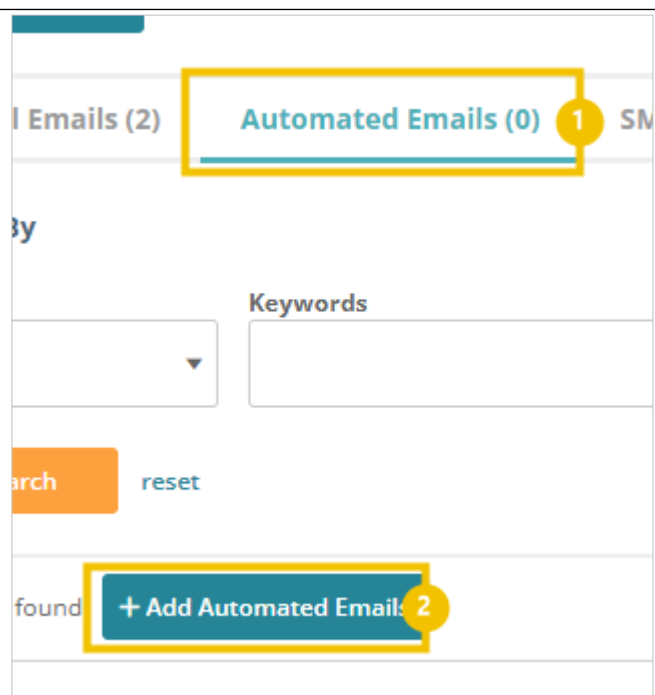 l Emails (2) Automated Emails (0) 1 SM
By
Keywords
arch reset
found + Add Automated Emails 2